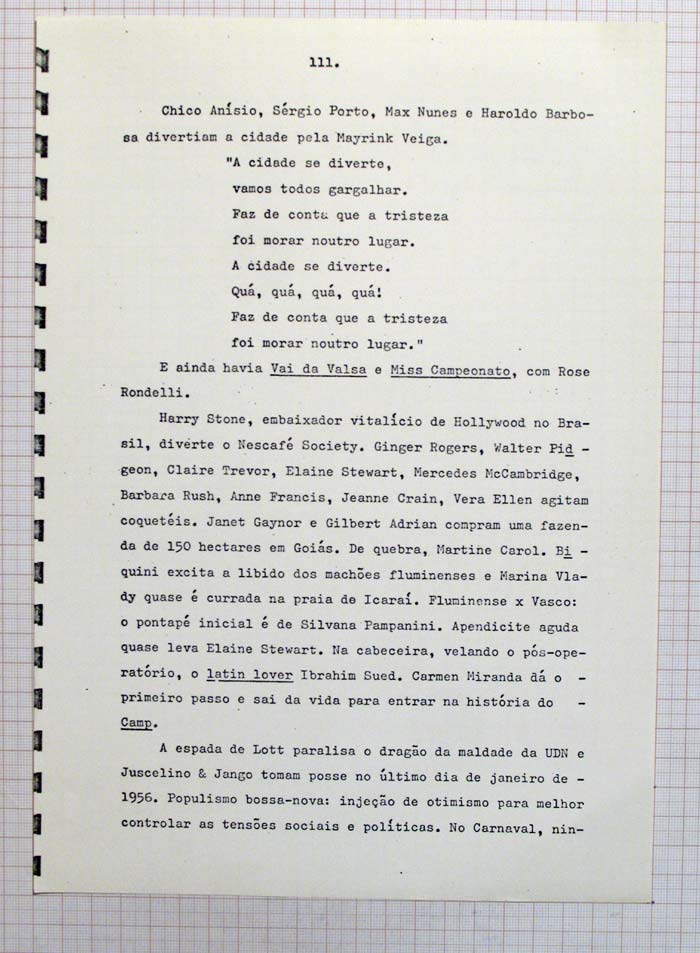 111.
Chico Anísio, Sérgio Porto, Max Nunes e Haroldo Barbo-
sa divertiam a cidade pela Mayrink Veiga.
"A cidade se diverte,
vamos todos gargalhar.
Faz de conta que a tristeza
foi morar noutro lugar.
A cidade se diverte.
Quá, quá, quá, quá!
Faz de conta que a tristeza
foi morar noutro lugar."
E ainda havia Vai da Valsa e Miss Campeonato, com Rose
Rondelli.
Harry Stone, embaixador vitalício de Hollywood no Bra-
sil, diverte o Nescafé Society. Ginger Rogers, Walter Pid -
geon, Claire Trevor, Elaine Stewart, Mercedes McCambridge,
Barbara Rush, Anne Francis, Jeanne Crain, Vera Ellen agitam
coquetéis. Janet Gaynor e Gilbert Adrian compram uma fazen-
da de 150 hectares em Goiás. De quebra, Martine Carol. Bi -
quini excita a libido dos machões fluminenses e Marina Vla-
dy quase é currada na praia de Icaraí. Fluminense x Vasco:
o pontapé inicial é de Silvana Pampanini. Apendicite aguda
quase leva Elaine Stewart. Na cabeceira, velando o pós-ope-
ratório, o latin lover Ibrahim Sued. Carmen Miranda dá o -
primeiro passo e sai da vida para entrar na história do -
Camp.
A espada de Lott paralisa o dragão da maldade da UDN e
Juscelino & Jango tomam posse no último dia de janeiro de -
1956. Populismo bossa-nova: injeção de otimismo para melhor
controlar as tensões sociais e políticas. No Carnaval, nin-